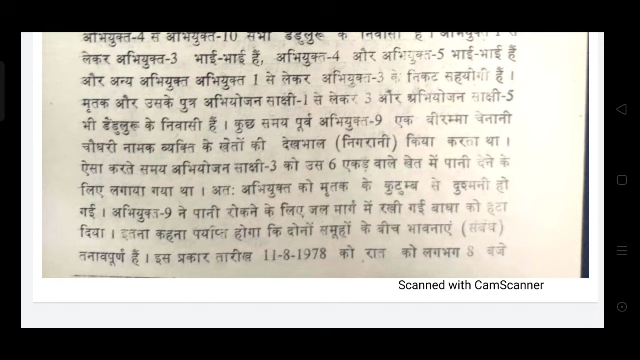 अभियुक्त-4 से अभियुक्त-10 सभी डेंडुलुरू के निवासी हैं । अभियुक्त-1 से
लेकर अभियुक्त-3 भाई-भाई हैं, अभियुक्त-4 और अभियुक्त-5 भाई-भाई हैं
और अन्य अभियुक्त अभियुक्त 1 से लेकर अभियुक्त-3 के निकट सहयोगी हैं ।
मृतक और उसके पुत्र अभियोजन साक्षी-1 से लेकर 3 और अभियोजन साक्षी-5
भी डेंडुलुरू के निवासी हैं । कुछ समय पूर्व अभियुक्त-9 एक वीरम्मा चेनानी
चौधरी नामक व्यक्ति के खेतों की देखभाल (निगरानी) किया करता था ।
ऐसा करते समय अभियोजन साक्षी-3 को उस 6 एकड़ वाले खेत में पानी देने के
लिए लगाया गया था । अतः अभियुक्त को मृतक के कुटुम्ब से दुश्मनी हो
गई । अभियुक्त-9 ने पानी रोकने के लिए जल मार्ग में रखी गई बाधा को हटा
दिया । इतना कहना पर्याप्त होगा कि दोनों समूहों के बीच भावनाएं (संबंध)
तनावपूर्ण हैं । इस प्रकार तारीख 11-8-1978 को रात को लगभग 8 बजे
Scanned with CamScanner